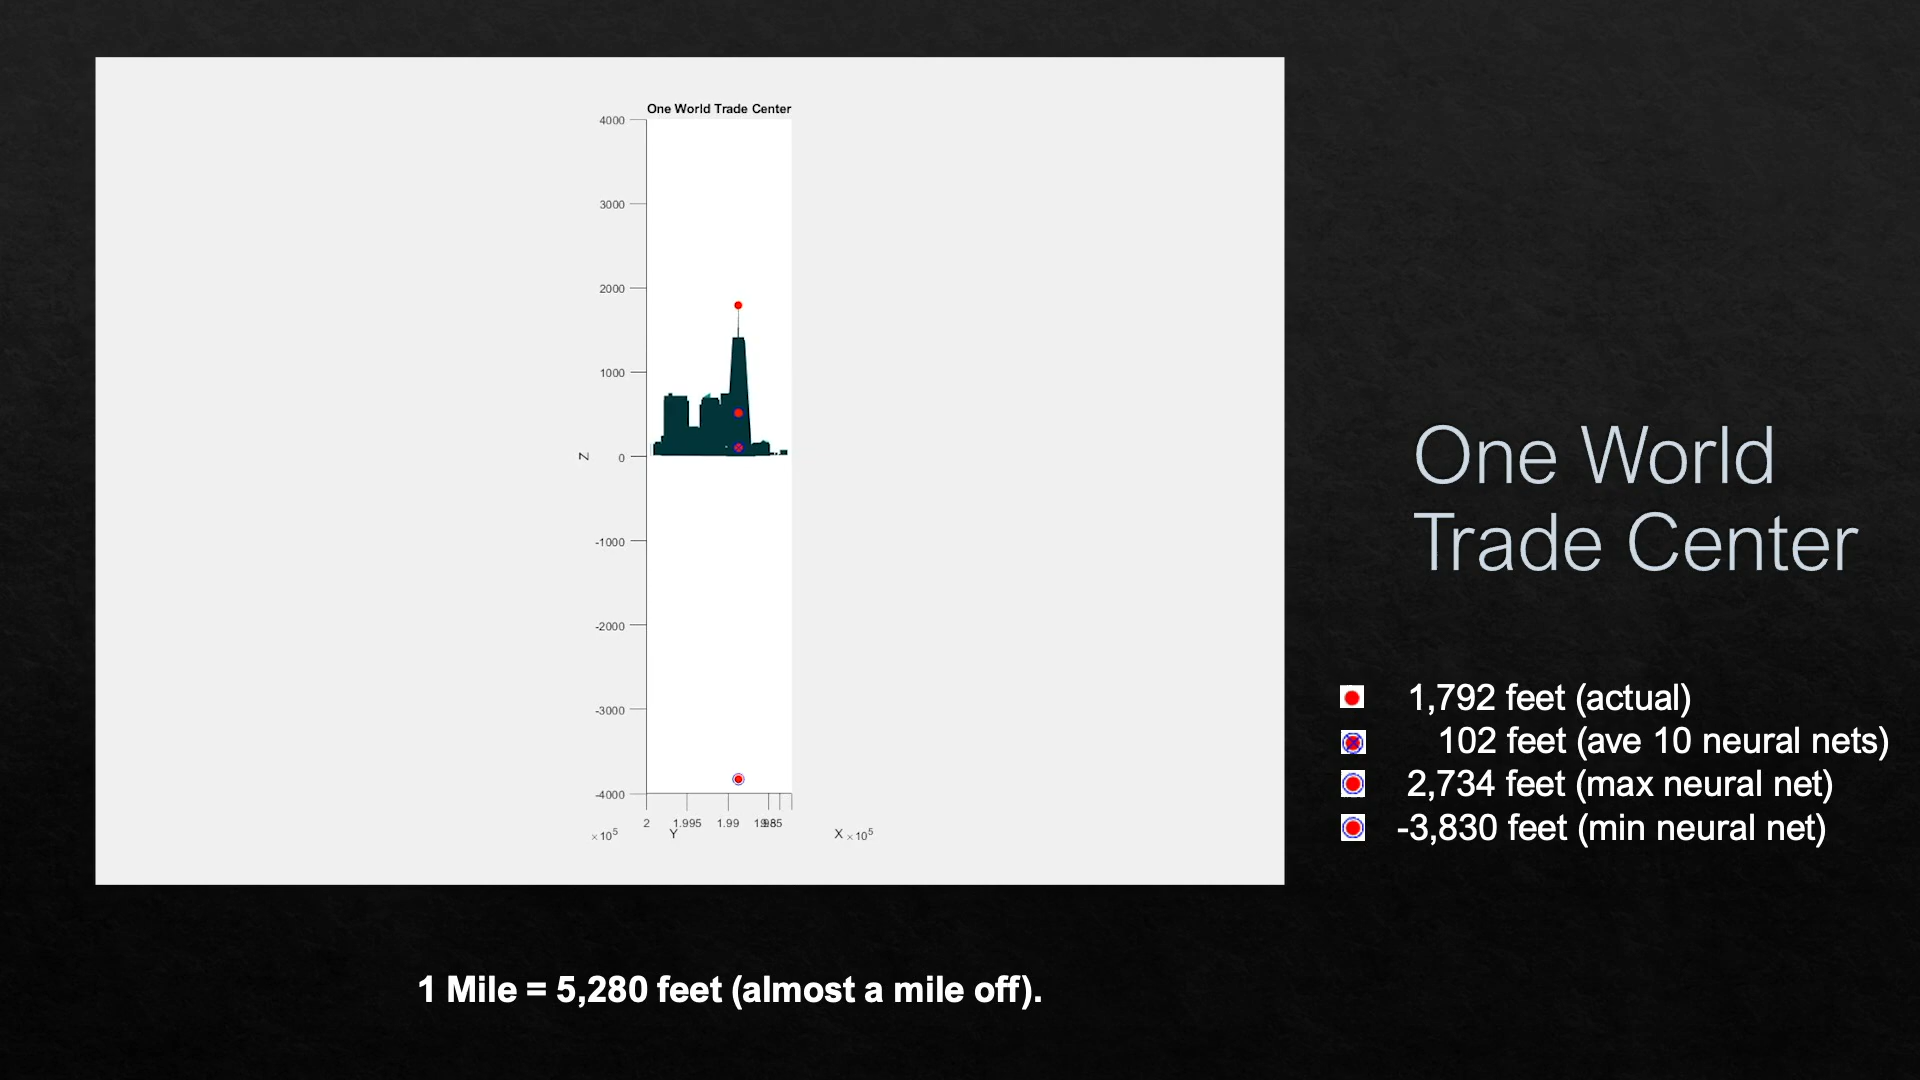 One World Trade Center
4000
3000
2000
1000
0
-1000
-2000
-3000
-4000
Z
2 1.995 1.99 1.985
×10⁵ Y X ×10⁵
One World
Trade Center
1,792 feet (actual)
102 feet (ave 10 neural nets)
2,734 feet (max neural net)
-3,830 feet (min neural net)
1 Mile = 5,280 feet (almost a mile off).